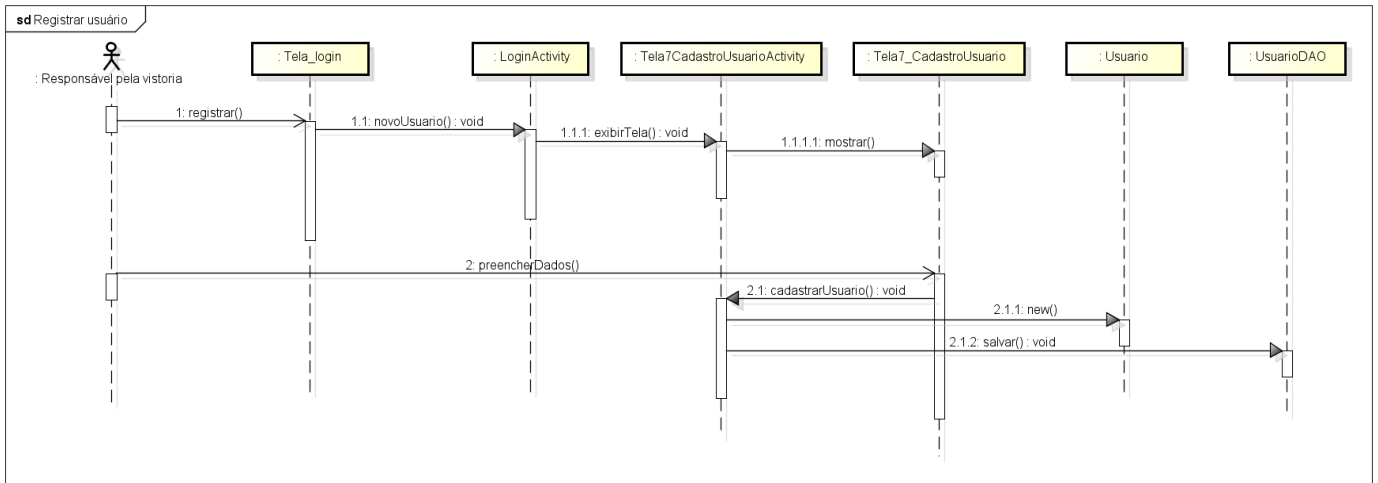 sd Registrar usuário
: Responsável pela vistoria
: Tela_login
: LoginActivity
: Tela7CadastroUsuarioActivity
: Tela7_CadastroUsuario
: Usuario
: UsuarioDAO
1: registrar()
1.1: novoUsuario() : void
1.1.1: exibirTela() : void
1.1.1.1: mostrar()
2: preencherDados()
2.1: cadastrarUsuario() : void
2.1.1: new()
2.1.2: salvar() : void